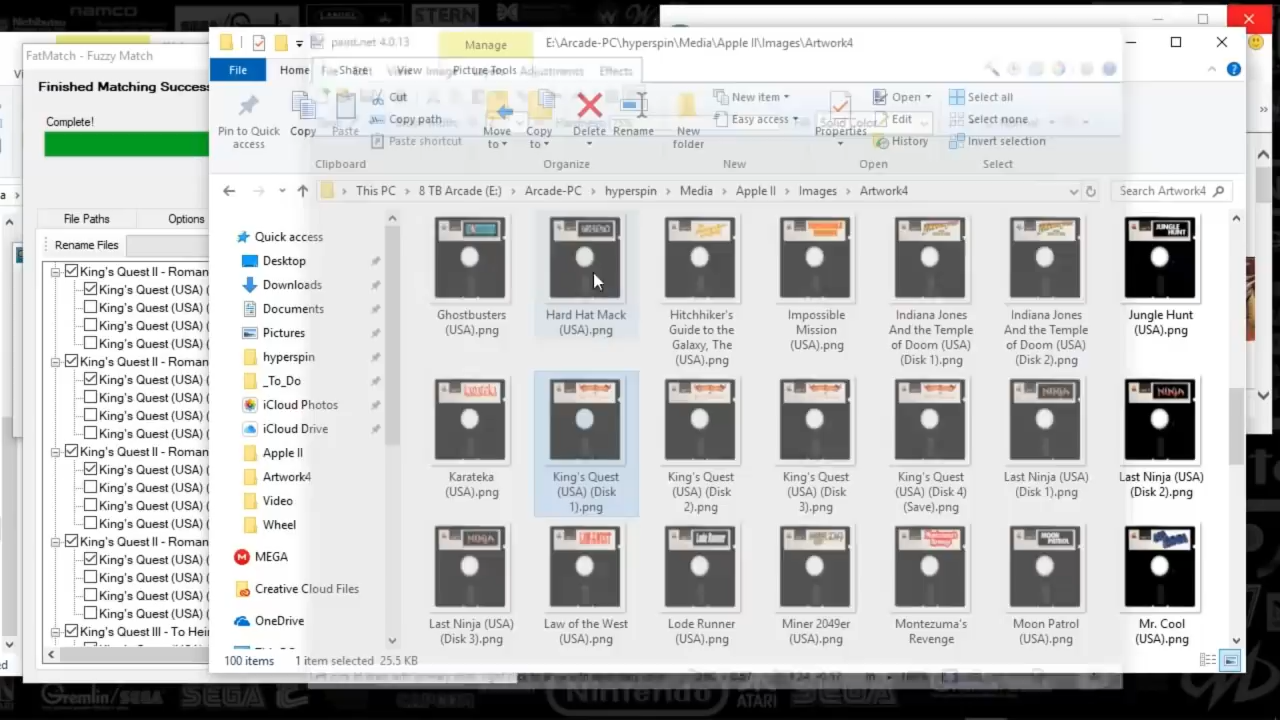 namco
STERN
FatMatch - Fuzzy Match
Finished Matching Success
Complete!
File Paths
Options
Rename Files
King's Quest II - Roman
King's Quest (USA) (
King's Quest (USA) (
King's Quest (USA) (
King's Quest (USA) (
King's Quest II - Roman
King's Quest (USA) (
King's Quest (USA) (
King's Quest (USA) (
King's Quest (USA) (
King's Quest II - Roman
King's Quest (USA) (
King's Quest (USA) (
King's Quest (USA) (
King's Quest (USA) (
King's Quest II - Roman
King's Quest (USA) (
King's Quest (USA) (
King's Quest (USA) (
King's Quest (USA) (
King's Quest III - To Heir
paint.net 4.0.13
Manage
E:\Arcade-PC\hyperspin\Media\Apple II\Images\Artwork4
File
Home
Share
View
Picture Tools
Adjustments
Effects
Pin to Quick
access
Copy
Paste
Cut
Copy path
Paste shortcut
Clipboard
Move
to
Copy
to
Delete
Rename
Organize
New
folder
New item
Easy access
New
Properties
Open
Edit
History
Open
Select all
Select none
Invert selection
Select
This PC
8 TB Arcade (E:)
Arcade-PC
hyperspin
Media
Apple II
Images
Artwork4
Search Artwork4
Quick access
Desktop
Downloads
Documents
Pictures
hyperspin
_To_Do
iCloud Photos
iCloud Drive
Apple II
Artwork4
Video
Wheel
MEGA
Creative Cloud Files
OneDrive
Ghostbusters
(USA).png
Hard Hat Mack
(USA).png
Hitchhiker's
Guide to the
Galaxy, The
(USA).png
Impossible
Mission
(USA).png
Indiana Jones
And the Temple
of Doom (USA)
(Disk 1).png
Indiana Jones
And the Temple
of Doom (USA)
(Disk 2).png
JUNGLE
HUNT
Jungle Hunt
(USA).png
Karateka
(USA).png
King's Quest
(USA) (Disk
1).png
King's Quest
(USA) (Disk
2).png
King's Quest
(USA) (Disk
3).png
King's Quest
(USA) (Disk 4)
(Save).png
Last Ninja (USA)
(Disk 1).png
NINJA
Last Ninja (USA)
(Disk 2).png
Last Ninja (USA)
(Disk 3).png
Law of the West
(USA).png
Lode Runner
Lode Runner
(USA).png
Miner 2049er
(USA).png
Montezuma's
Revenge
MOON
PATROL
Moon Patrol
(USA).png
Mr. Cool
(USA).png
100 items
1 item selected 25.5 KB
Gremlin/SEGA
SEGA
CAPCOM
Nintendo
ATARI
SEGA